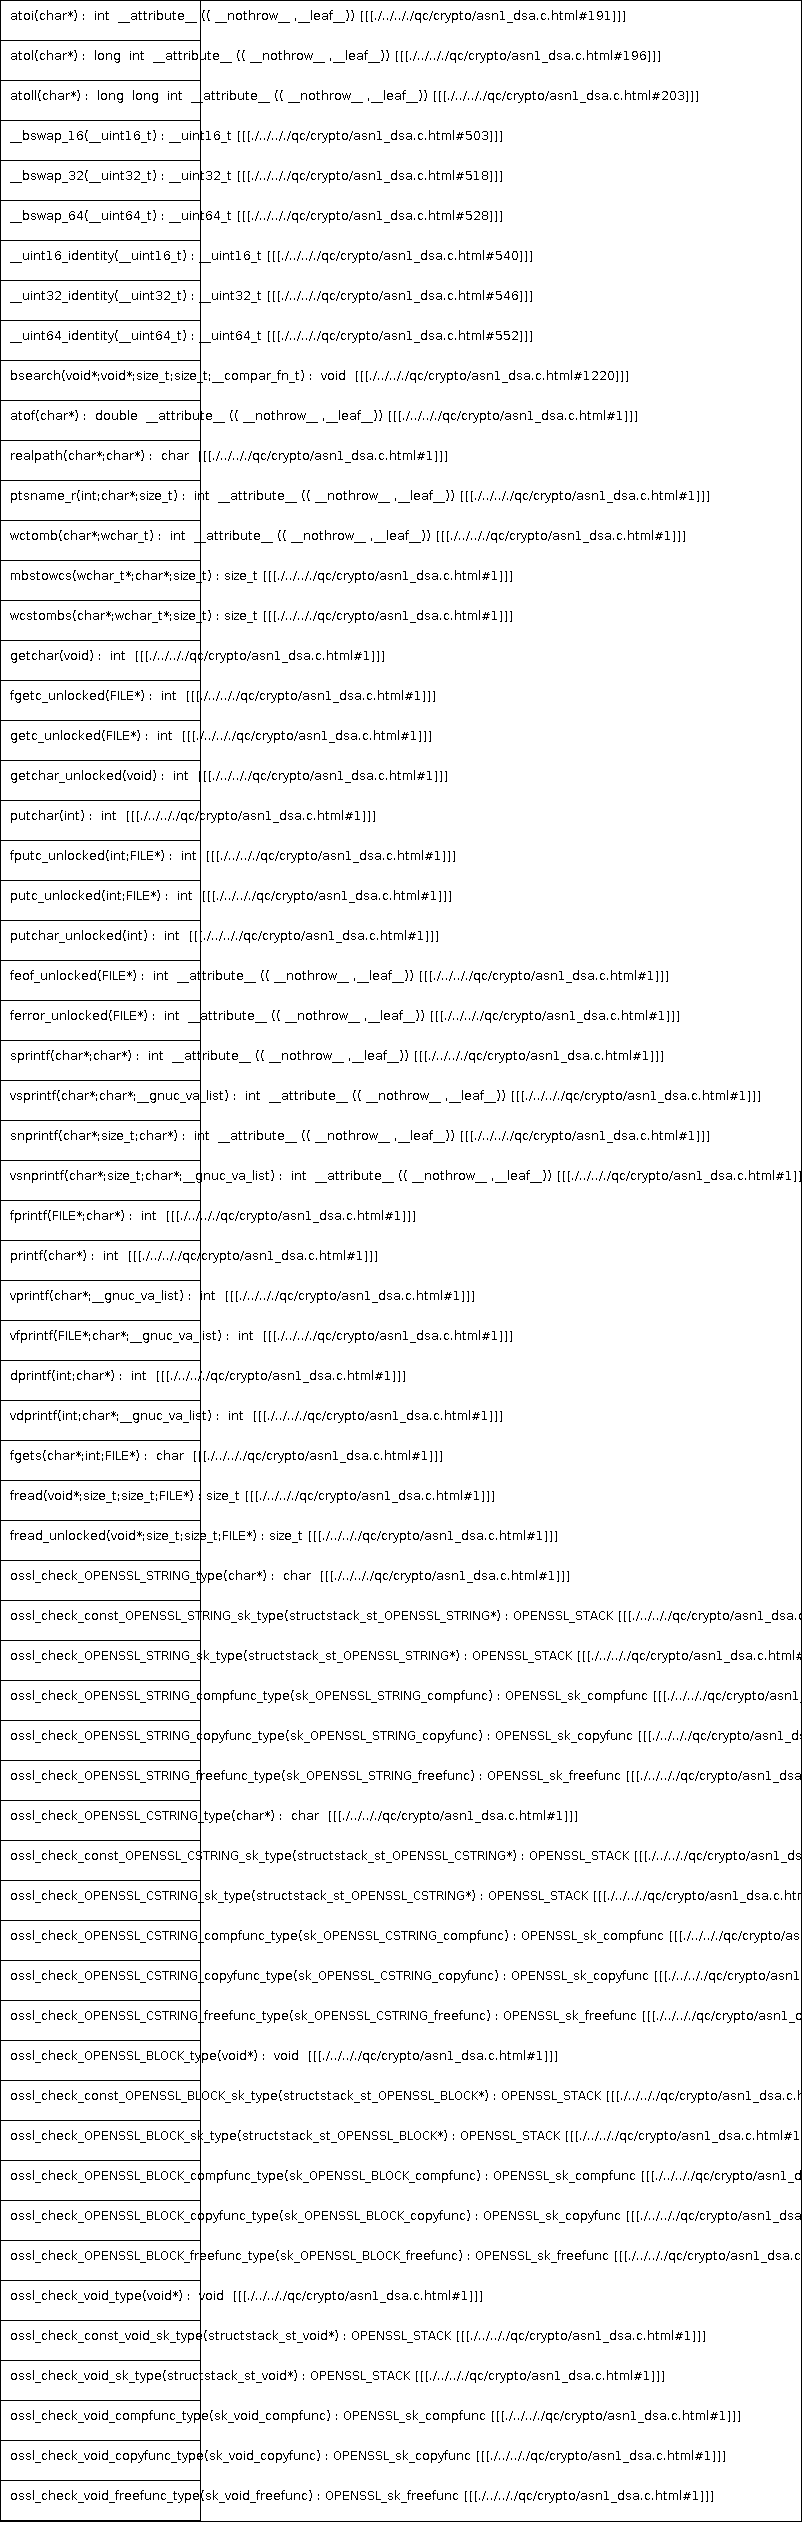 atoi(char*) :  int  __attribute__ (( __nothrow__ ,__leaf__)) [[[./../../qc/crypto/asn1_dsa.c.html#191]]]
atol(char*) :  long  int  __attribute__ (( __nothrow__ ,__leaf__)) [[[./../../qc/crypto/asn1_dsa.c.html#196]]]
atoll(char*) :  long  long  int  __attribute__ (( __nothrow__ ,__leaf__)) [[[./../../qc/crypto/asn1_dsa.c.html#203]]]
__bswap_16(__uint16_t) : __uint16_t [[[./../../qc/crypto/asn1_dsa.c.html#503]]]
__bswap_32(__uint32_t) : __uint32_t [[[./../../qc/crypto/asn1_dsa.c.html#518]]]
__bswap_64(__uint64_t) : __uint64_t [[[./../../qc/crypto/asn1_dsa.c.html#528]]]
__uint16_identity(__uint16_t) : __uint16_t [[[./../../qc/crypto/asn1_dsa.c.html#540]]]
__uint32_identity(__uint32_t) : __uint32_t [[[./../../qc/crypto/asn1_dsa.c.html#546]]]
__uint64_identity(__uint64_t) : __uint64_t [[[./../../qc/crypto/asn1_dsa.c.html#552]]]
bsearch(void*;void*;size_t;size_t;__compar_fn_t) :  void  [[[./../../qc/crypto/asn1_dsa.c.html#1220]]]
atof(char*) :  double  __attribute__ (( __nothrow__ ,__leaf__)) [[[./../../qc/crypto/asn1_dsa.c.html#1]]]
realpath(char*;char*) :  char  [[[./../../qc/crypto/asn1_dsa.c.html#1]]]
ptsname_r(int;char*;size_t) :  int  __attribute__ (( __nothrow__ ,__leaf__)) [[[./../../qc/crypto/asn1_dsa.c.html#1]]]
wctomb(char*;wchar_t) :  int  __attribute__ (( __nothrow__ ,__leaf__)) [[[./../../qc/crypto/asn1_dsa.c.html#1]]]
mbstowcs(wchar_t*;char*;size_t) : size_t [[[./../../qc/crypto/asn1_dsa.c.html#1]]]
wcstombs(char*;wchar_t*;size_t) : size_t [[[./../../qc/crypto/asn1_dsa.c.html#1]]]
getchar(void) :  int  [[[./../../qc/crypto/asn1_dsa.c.html#1]]]
fgetc_unlocked(FILE*) :  int  [[[./../../qc/crypto/asn1_dsa.c.html#1]]]
getc_unlocked(FILE*) :  int  [[[./../../qc/crypto/asn1_dsa.c.html#1]]]
getchar_unlocked(void) :  int  [[[./../../qc/crypto/asn1_dsa.c.html#1]]]
putchar(int) :  int  [[[./../../qc/crypto/asn1_dsa.c.html#1]]]
fputc_unlocked(int;FILE*) :  int  [[[./../../qc/crypto/asn1_dsa.c.html#1]]]
putc_unlocked(int;FILE*) :  int  [[[./../../qc/crypto/asn1_dsa.c.html#1]]]
putchar_unlocked(int) :  int  [[[./../../qc/crypto/asn1_dsa.c.html#1]]]
feof_unlocked(FILE*) :  int  __attribute__ (( __nothrow__ ,__leaf__)) [[[./../../qc/crypto/asn1_dsa.c.html#1]]]
ferror_unlocked(FILE*) :  int  __attribute__ (( __nothrow__ ,__leaf__)) [[[./../../qc/crypto/asn1_dsa.c.html#1]]]
sprintf(char*;char*) :  int  __attribute__ (( __nothrow__ ,__leaf__)) [[[./../../qc/crypto/asn1_dsa.c.html#1]]]
vsprintf(char*;char*;__gnuc_va_list) :  int  __attribute__ (( __nothrow__ ,__leaf__)) [[[./../../qc/crypto/asn1_dsa.c.html#1]]]
snprintf(char*;size_t;char*) :  int  __attribute__ (( __nothrow__ ,__leaf__)) [[[./../../qc/crypto/asn1_dsa.c.html#1]]]
vsnprintf(char*;size_t;char*;__gnuc_va_list) :  int  __attribute__ (( __nothrow__ ,__leaf__)) [[[./../../qc/crypto/asn1_dsa.c.html#1]]]
fprintf(FILE*;char*) :  int  [[[./../../qc/crypto/asn1_dsa.c.html#1]]]
printf(char*) :  int  [[[./../../qc/crypto/asn1_dsa.c.html#1]]]
vprintf(char*;__gnuc_va_list) :  int  [[[./../../qc/crypto/asn1_dsa.c.html#1]]]
vfprintf(FILE*;char*;__gnuc_va_list) :  int  [[[./../../qc/crypto/asn1_dsa.c.html#1]]]
dprintf(int;char*) :  int  [[[./../../qc/crypto/asn1_dsa.c.html#1]]]
vdprintf(int;char*;__gnuc_va_list) :  int  [[[./../../qc/crypto/asn1_dsa.c.html#1]]]
fgets(char*;int;FILE*) :  char  [[[./../../qc/crypto/asn1_dsa.c.html#1]]]
fread(void*;size_t;size_t;FILE*) : size_t [[[./../../qc/crypto/asn1_dsa.c.html#1]]]
fread_unlocked(void*;size_t;size_t;FILE*) : size_t [[[./../../qc/crypto/asn1_dsa.c.html#1]]]
ossl_check_OPENSSL_STRING_type(char*) :  char  [[[./../../qc/crypto/asn1_dsa.c.html#1]]]
ossl_check_const_OPENSSL_STRING_sk_type(structstack_st_OPENSSL_STRING*) : OPENSSL_STACK [[[./../../qc/crypto/asn1_dsa.c
ossl_check_OPENSSL_STRING_sk_type(structstack_st_OPENSSL_STRING*) : OPENSSL_STACK [[[./../../qc/crypto/asn1_dsa.c.html#
ossl_check_OPENSSL_STRING_compfunc_type(sk_OPENSSL_STRING_compfunc) : OPENSSL_sk_compfunc [[[./../../qc/crypto/asn1_
ossl_check_OPENSSL_STRING_copyfunc_type(sk_OPENSSL_STRING_copyfunc) : OPENSSL_sk_copyfunc [[[./../../qc/crypto/asn1_ds
ossl_check_OPENSSL_STRING_freefunc_type(sk_OPENSSL_STRING_freefunc) : OPENSSL_sk_freefunc [[[./../../qc/crypto/asn1_dsa
ossl_check_OPENSSL_CSTRING_type(char*) :  char  [[[./../../qc/crypto/asn1_dsa.c.html#1]]]
ossl_check_const_OPENSSL_CSTRING_sk_type(structstack_st_OPENSSL_CSTRING*) : OPENSSL_STACK [[[./../../qc/crypto/asn1_ds
ossl_check_OPENSSL_CSTRING_sk_type(structstack_st_OPENSSL_CSTRING*) : OPENSSL_STACK [[[./../../qc/crypto/asn1_dsa.c.htm
ossl_check_OPENSSL_CSTRING_compfunc_type(sk_OPENSSL_CSTRING_compfunc) : OPENSSL_sk_compfunc [[[./../../qc/crypto/as
ossl_check_OPENSSL_CSTRING_copyfunc_type(sk_OPENSSL_CSTRING_copyfunc) : OPENSSL_sk_copyfunc [[[./../../qc/crypto/asn1
ossl_check_OPENSSL_CSTRING_freefunc_type(sk_OPENSSL_CSTRING_freefunc) : OPENSSL_sk_freefunc [[[./../../qc/crypto/asn1_d
ossl_check_OPENSSL_BLOCK_type(void*) :  void  [[[./../../qc/crypto/asn1_dsa.c.html#1]]]
ossl_check_const_OPENSSL_BLOCK_sk_type(structstack_st_OPENSSL_BLOCK*) : OPENSSL_STACK [[[./../../qc/crypto/asn1_dsa.c.h
ossl_check_OPENSSL_BLOCK_sk_type(structstack_st_OPENSSL_BLOCK*) : OPENSSL_STACK [[[./../../qc/crypto/asn1_dsa.c.html#1
ossl_check_OPENSSL_BLOCK_compfunc_type(sk_OPENSSL_BLOCK_compfunc) : OPENSSL_sk_compfunc [[[./../../qc/crypto/asn1_d
ossl_check_OPENSSL_BLOCK_copyfunc_type(sk_OPENSSL_BLOCK_copyfunc) : OPENSSL_sk_copyfunc [[[./../../qc/crypto/asn1_dsa
ossl_check_OPENSSL_BLOCK_freefunc_type(sk_OPENSSL_BLOCK_freefunc) : OPENSSL_sk_freefunc [[[./../../qc/crypto/asn1_dsa.c
ossl_check_void_type(void*) :  void  [[[./../../qc/crypto/asn1_dsa.c.html#1]]]
ossl_check_const_void_sk_type(structstack_st_void*) : OPENSSL_STACK [[[./../../qc/crypto/asn1_dsa.c.html#1]]]
ossl_check_void_sk_type(structstack_st_void*) : OPENSSL_STACK [[[./../../qc/crypto/asn1_dsa.c.html#1]]]
ossl_check_void_compfunc_type(sk_void_compfunc) : OPENSSL_sk_compfunc [[[./../../qc/crypto/asn1_dsa.c.html#1]]]
ossl_check_void_copyfunc_type(sk_void_copyfunc) : OPENSSL_sk_copyfunc [[[./../../qc/crypto/asn1_dsa.c.html#1]]]
ossl_check_void_freefunc_type(sk_void_freefunc) : OPENSSL_sk_freefunc [[[./../../qc/crypto/asn1_dsa.c.html#1]]]